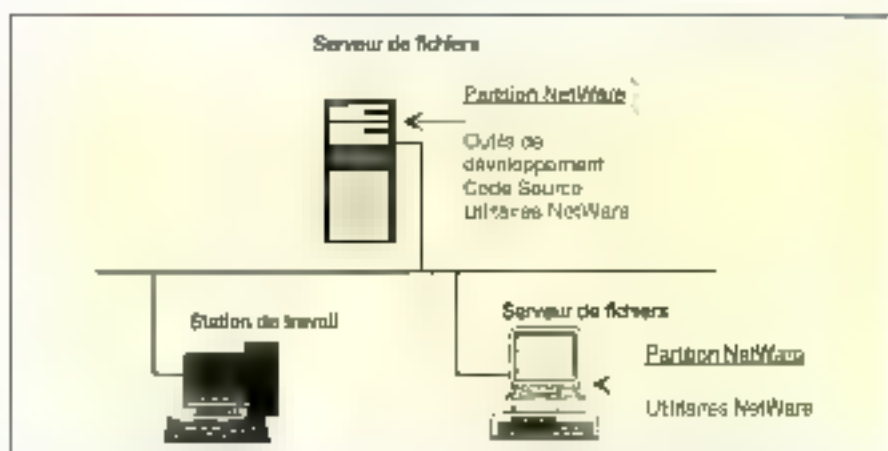 Serveur de fichiers
Partition NetWare
Outils de
développement
Code Source
Utilitaires NetWare
Station de travail
Serveur de fichiers
Partition NetWare
Utilitaires NetWare